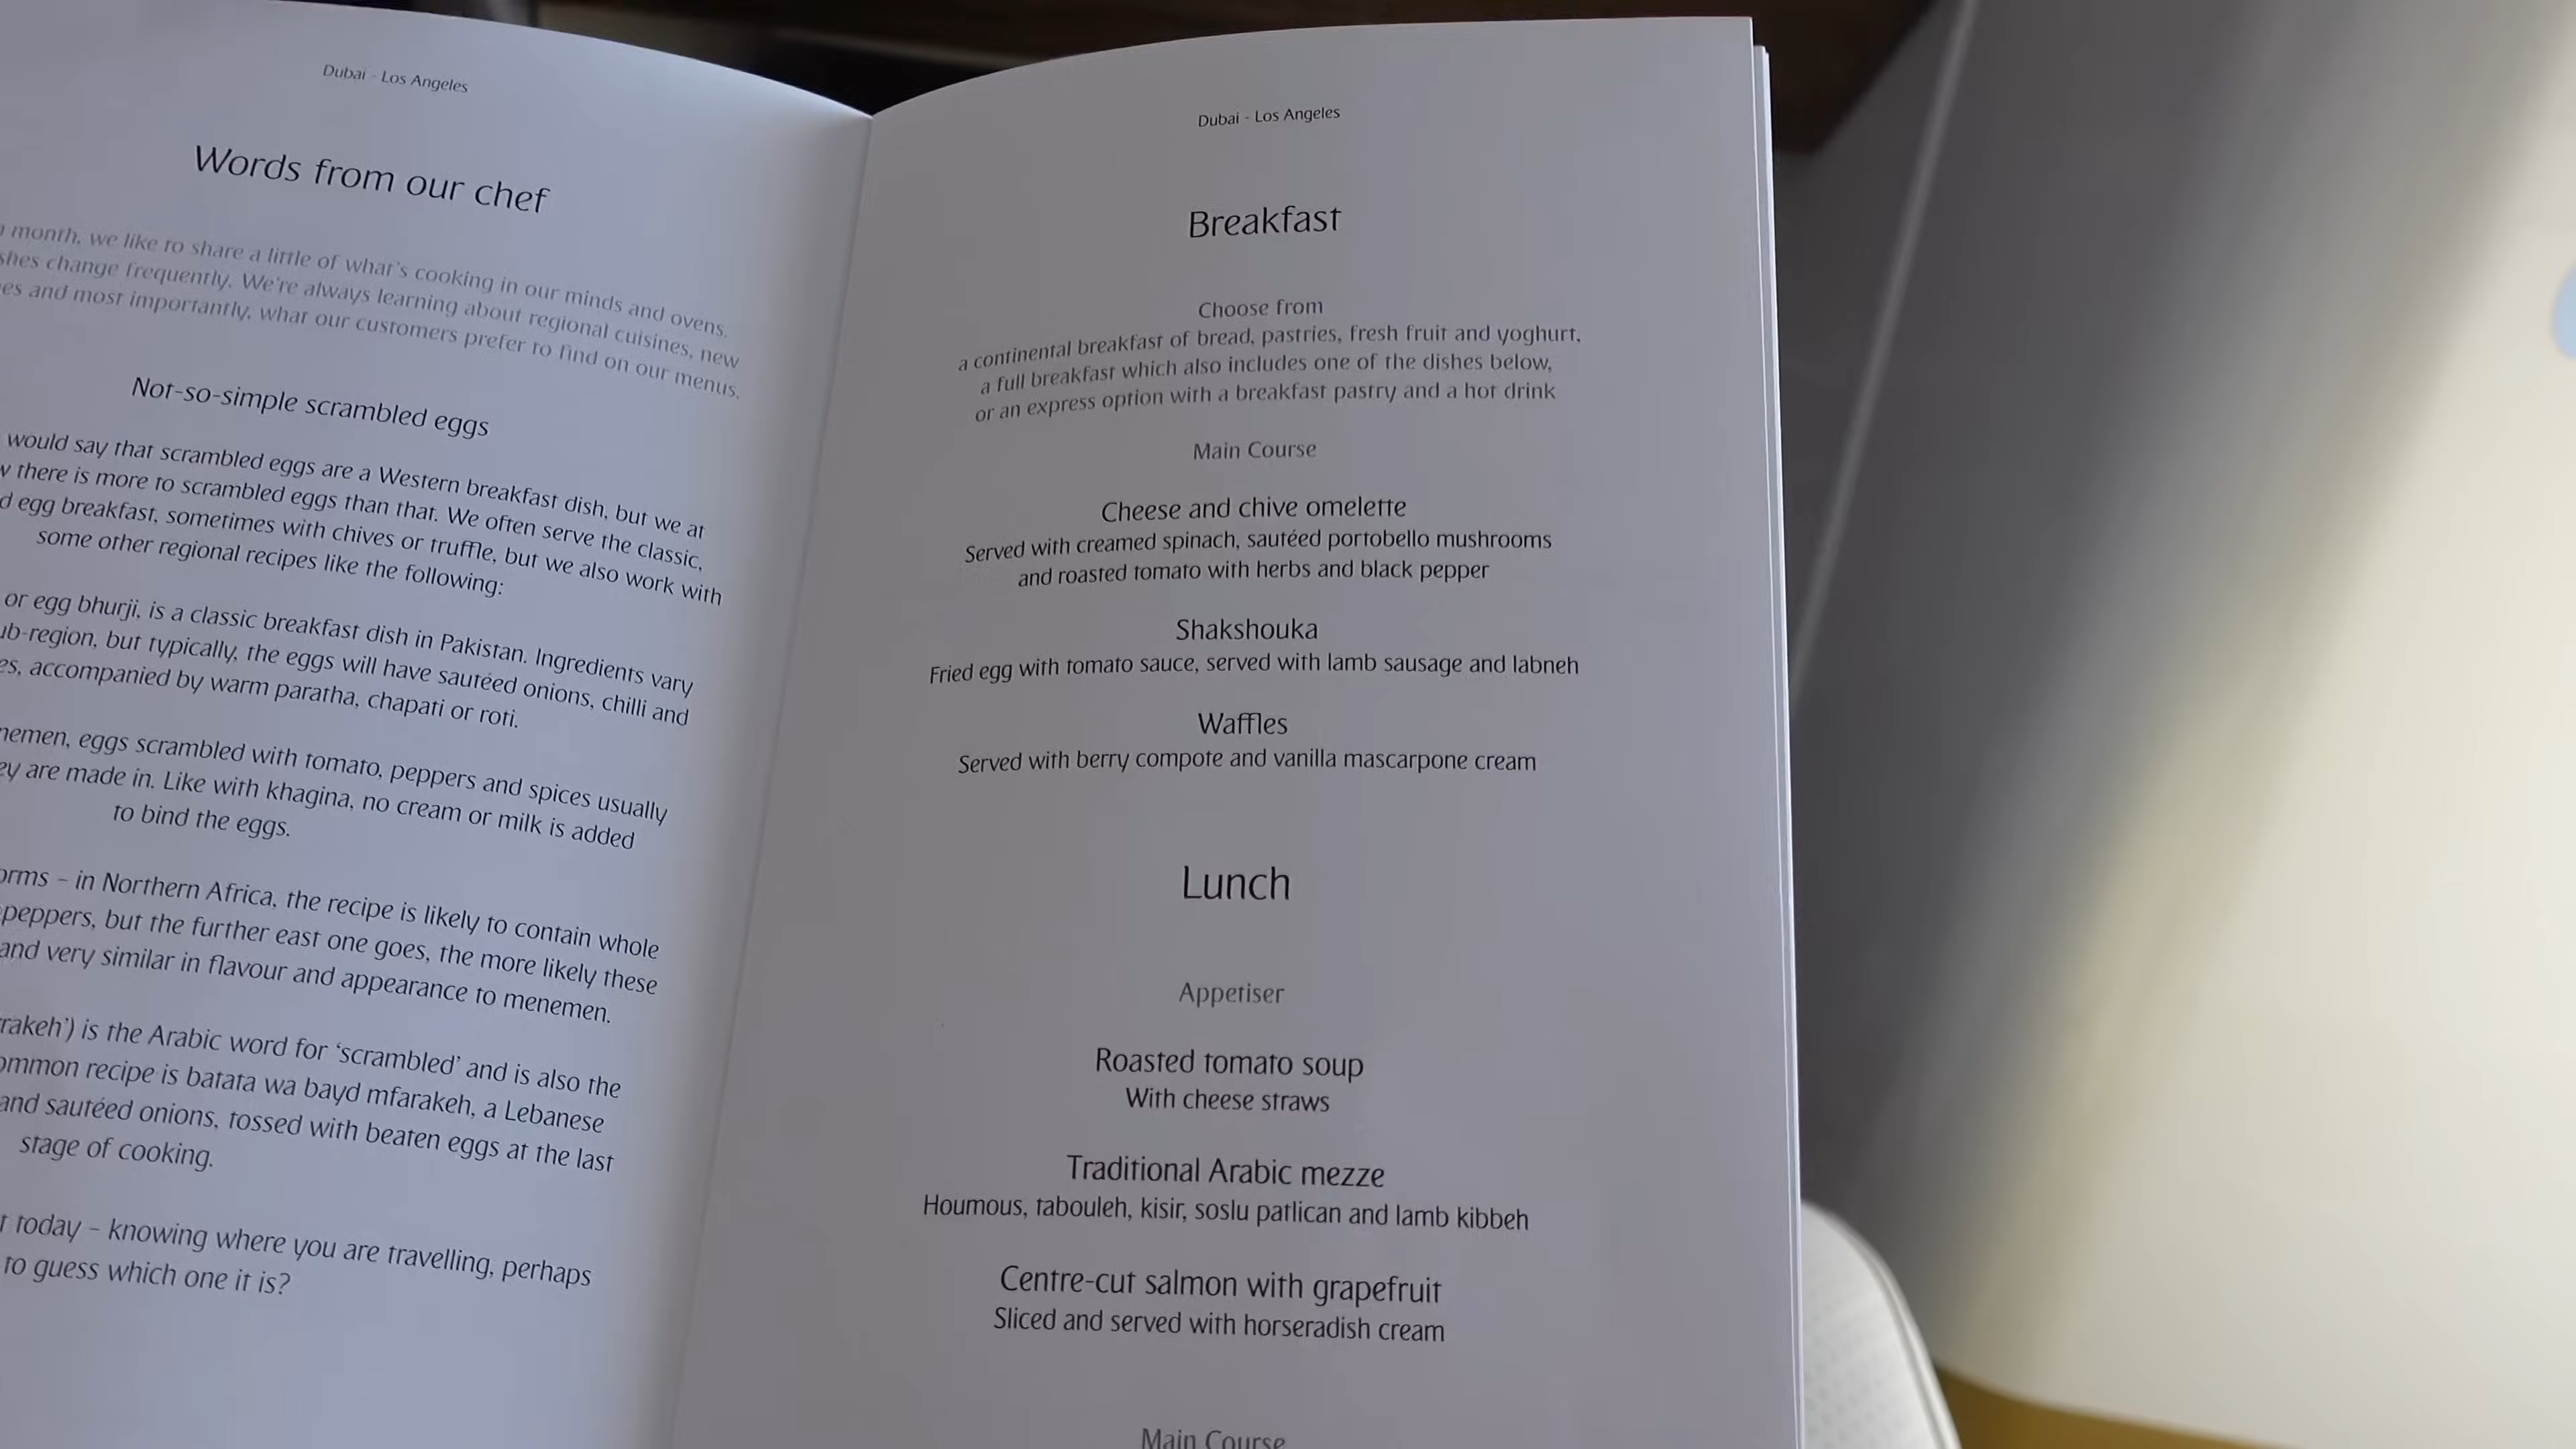 Dubai - Los Angeles
Words from our chef
month, we like to share a little of what's cooking in our minds and ovens.
change frequently. We're always learning about regional cuisines, new
and most importantly, what our customers prefer to find on our menus.
Not-so-simple scrambled eggs
would say that scrambled eggs are a Western breakfast dish, but we at
there is more to scrambled eggs than that. We often serve the classic,
egg breakfast, sometimes with chives or truffle, but we also work with
some other regional recipes like the following:
or egg bhurji, is a classic breakfast dish in Pakistan. Ingredients vary
-region, but typically, the eggs will have sautéed onions, chilli and
accompanied by warm paratha, chapati or roti.
eggs scrambled with tomato, peppers and spices usually
are made in. Like with khagina, no cream or milk is added
to bind the eggs.
– in Northern Africa, the recipe is likely to contain whole
peppers, but the further east one goes, the more likely these
and very similar in flavour and appearance to menemen.
is the Arabic word for ‘scrambled’ and is also the
recipe is batata wa bayd mfarakeh, a Lebanese
and sautéed onions, tossed with beaten eggs at the last
stage of cooking.
today – knowing where you are travelling, perhaps
to guess which one it is?
Dubai - Los Angeles
Breakfast
Choose from
a continental breakfast of bread, pastries, fresh fruit and yoghurt,
a full breakfast which also includes one of the dishes below,
or an express option with a breakfast pastry and a hot drink
Main Course
Cheese and chive omelette
Served with creamed spinach, sautéed portobello mushrooms
and roasted tomato with herbs and black pepper
Shakshouka
Fried egg with tomato sauce, served with lamb sausage and labneh
Waffles
Served with berry compote and vanilla mascarpone cream
Lunch
Appetiser
Roasted tomato soup
With cheese straws
Traditional Arabic mezze
Houmous, tabouleh, kisir, soslu patlican and lamb kibbeh
Centre-cut salmon with grapefruit
Sliced and served with horseradish cream
Main Course